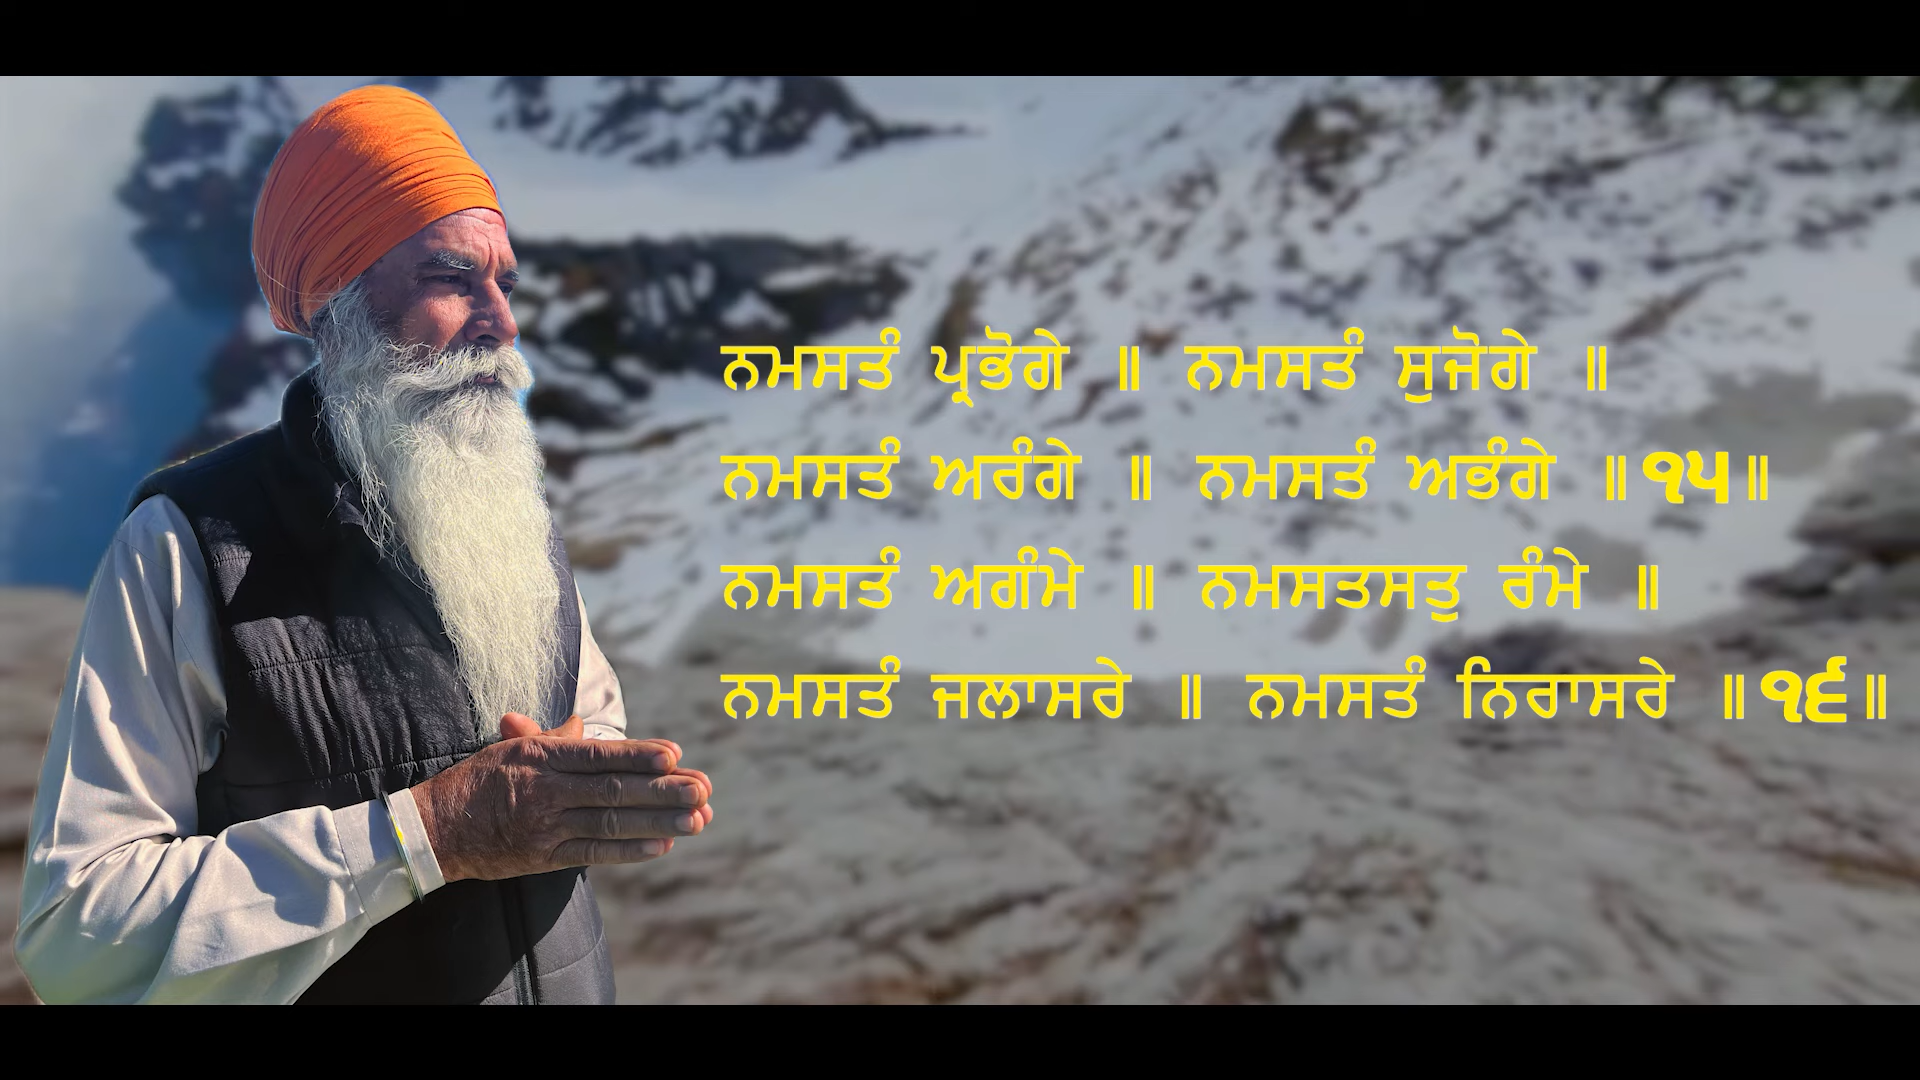 ਨਮਸਤੰ ਪ੍ਰਭੋਗੇ ॥ ਨਮਸਤੰ ਸੁਜੋਗੇ ॥
ਨਮਸਤੰ ਅਰੰਗੇ ॥ ਨਮਸਤੰ ਅਭੰਗੇ ॥੧੫॥
ਨਮਸਤੰ ਅਗੰਮੇ ॥ ਨਮਸਤਸਤੁ ਰੰਮੇ ॥
ਨਮਸਤੰ ਜਲਾਸਰੇ ॥ ਨਮਸਤੰ ਨਿਰਾਸਰੇ ॥੧੬॥